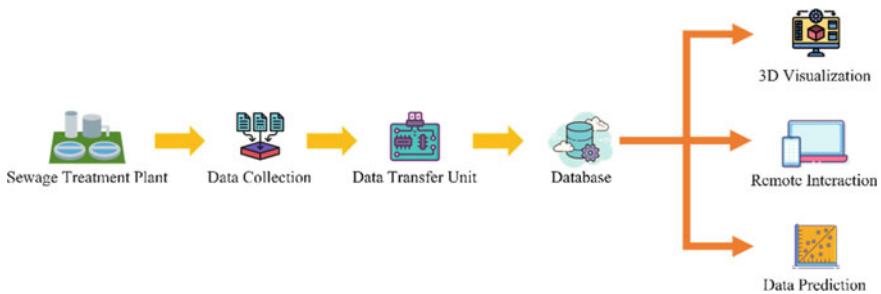 3D Visualization
Sewage Treatment Plant
Data Collection
Data Transfer Unit
Database
Remote Interaction
Data Prediction